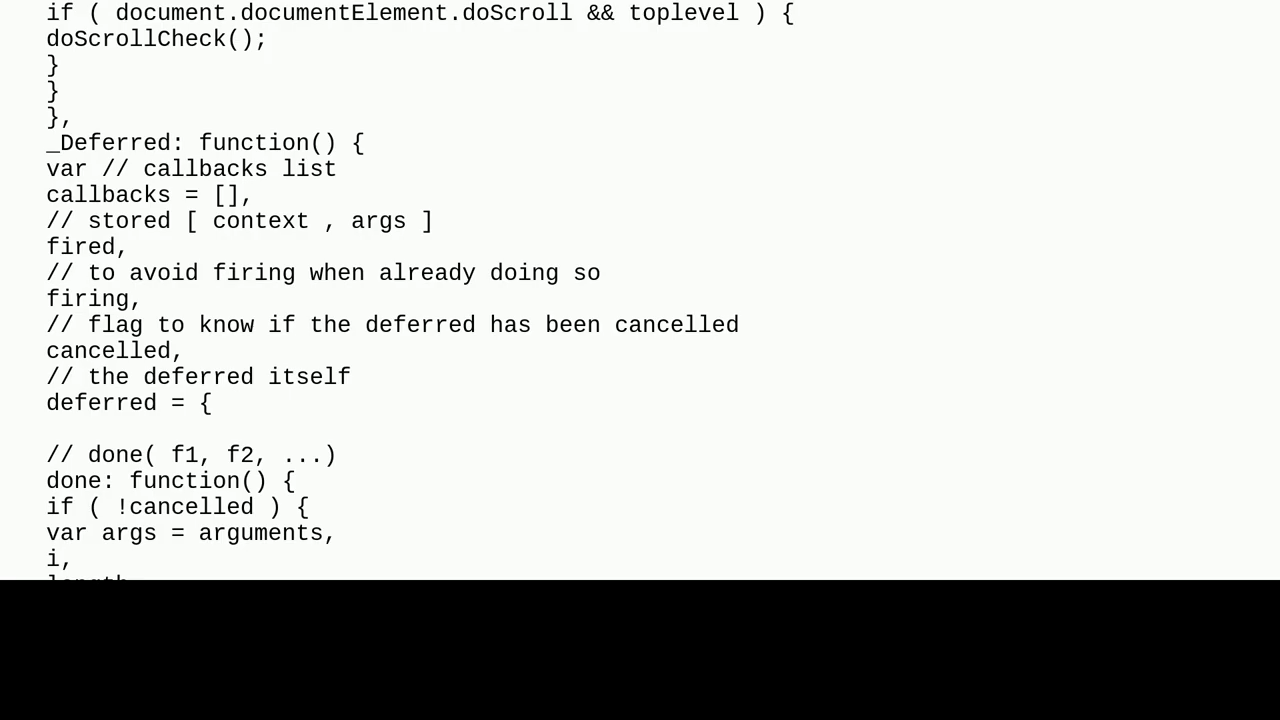 if ( document.documentElement.doScroll && toplevel ) {
doScrollCheck();
}
}
},
_Deferred: function() {
var // callbacks list
callbacks = [],
// stored [ context , args ]
fired,
// to avoid firing when already doing so
firing,
// flag to know if the deferred has been cancelled
cancelled,
// the deferred itself
deferred = {

// done( f1, f2, ...)
done: function() {
if ( !cancelled ) {
var args = arguments,
i,